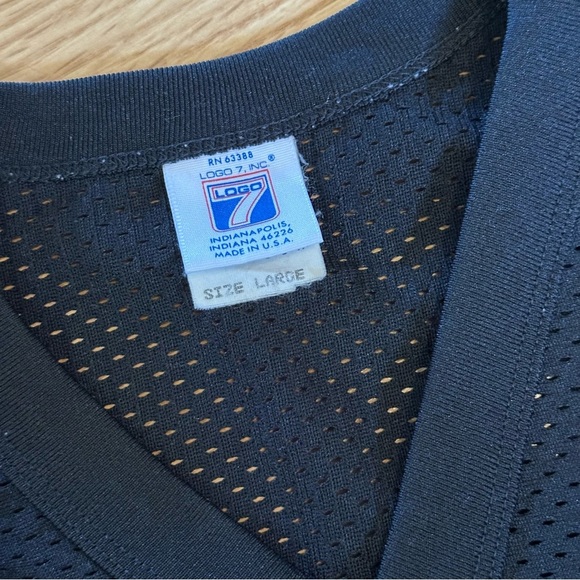 RN 63388
LOGO 7, INC.®
LOGO
7
INDIANAPOLIS,
INDIANA 46226
MADE IN U.S.A.
SIZE LARGE